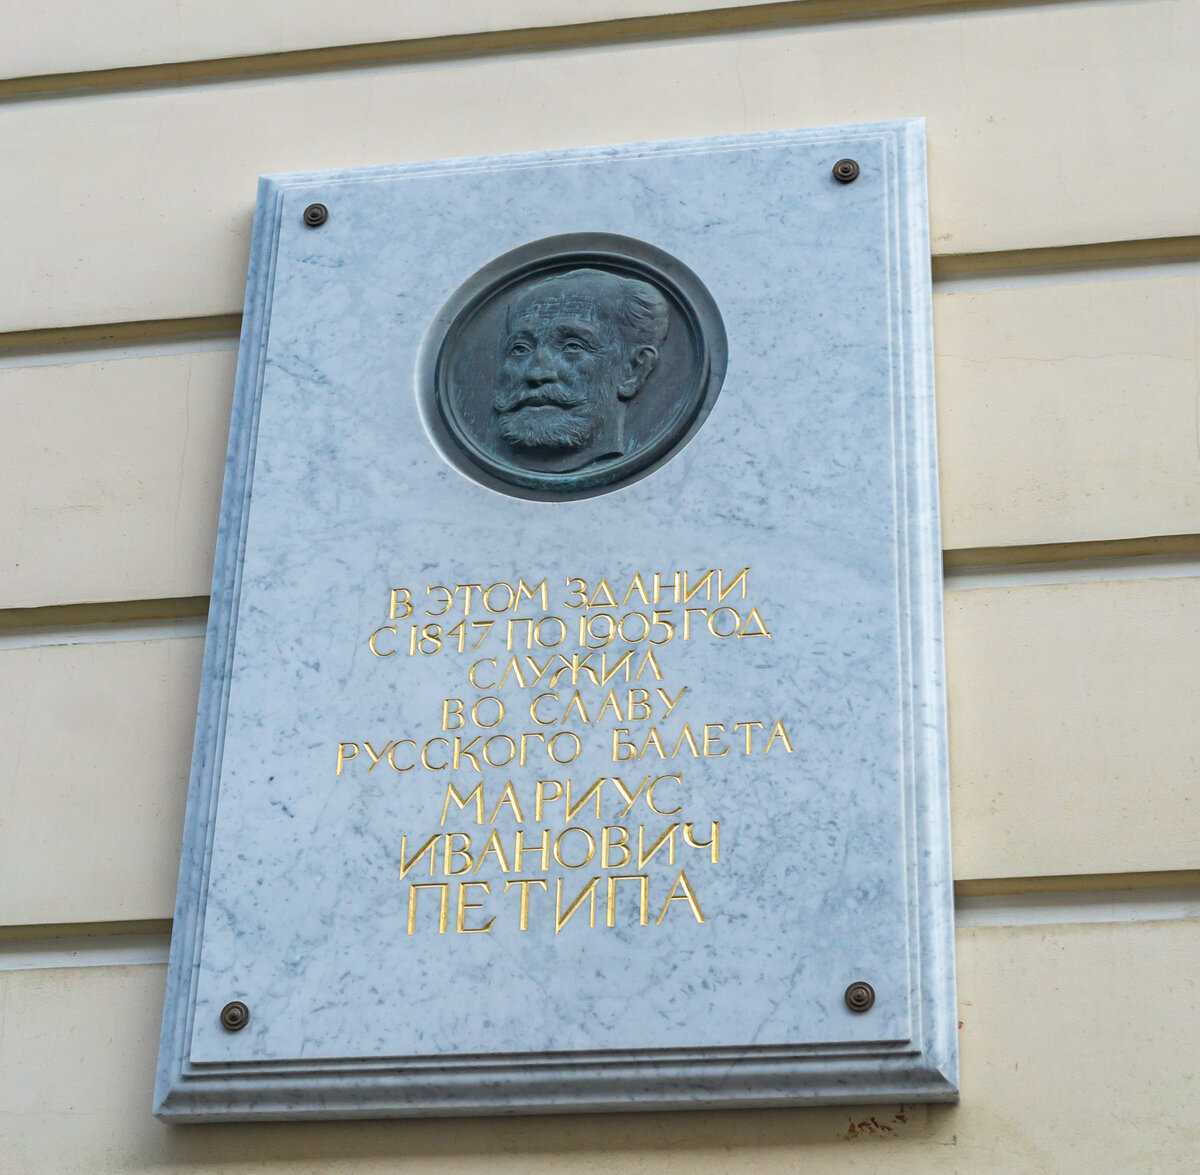 В ЭТОМ ЗДАНИИ
С 1847 ПО 1905 ГОД
СЛУЖИЛ
ВО СЛАВУ
РУССКОГО БАЛЕТА
МАРИУС
ИВАНОВИЧ
ПЕТИПА